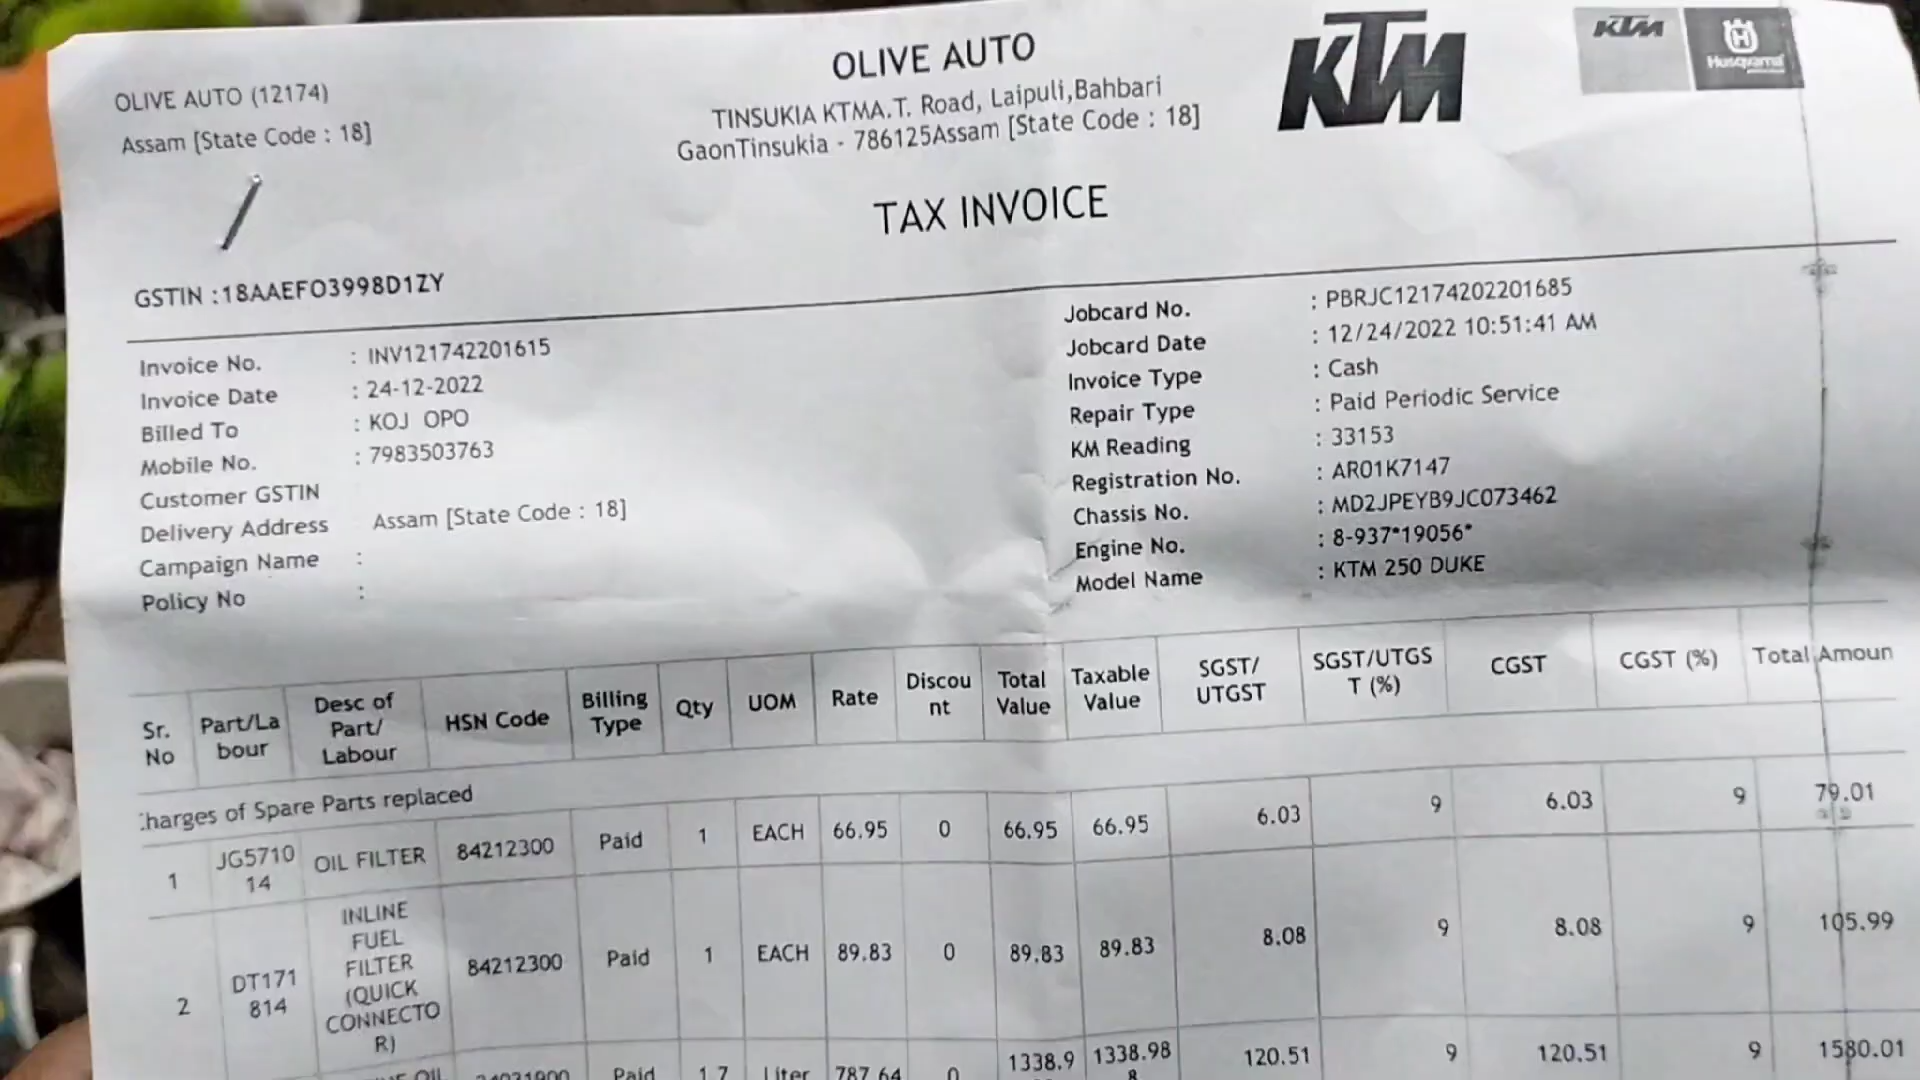 OLIVE AUTO (12174)
Assam [State Code : 18]
OLIVE AUTO
TINSUKIA KTMA.T. Road, Laipuli,Bahbari
GaonTinsukia - 786125Assam [State Code : 18]
KTM
KTM
Husqvarna
TAX INVOICE
GSTIN :18AAEFO3998D1ZY
Invoice No. : INV121742201615
Invoice Date : 24-12-2022
Billed To : KOJ OPO
Mobile No. : 7983503763
Customer GSTIN
Delivery Address Assam [State Code : 18]
Campaign Name :
Policy No :
Jobcard No. : PBRJC12174202201685
Jobcard Date : 12/24/2022 10:51:41 AM
Invoice Type : Cash
Repair Type : Paid Periodic Service
KM Reading : 33153
Registration No. : AR01K7147
Chassis No. : MD2JPEYB9JC073462
Engine No. : 8-937*19056*
Model Name : KTM 250 DUKE
Sr. No Part/La bour Desc of Part/ Labour HSN Code Billing Type Qty UOM Rate Discou nt Total Value Taxable Value SGST/ UTGST SGST/UTGS T (%) CGST CGST (%) Total Amoun
harges of Spare Parts replaced
1 JG5710 14 OIL FILTER 84212300 Paid 1 EACH 66.95 0 66.95 66.95 6.03 9 6.03 9 79.01
2 DT171 814 INLINE FUEL FILTER (QUICK CONNECTO R) 84212300 Paid 1 EACH 89.83 0 89.83 89.83 8.08 9 8.08 9 105.99
OIL Paid 1.7 Liter 787.64 0 1338.9 1338.98 8 120.51 9 120.51 9 1580.01